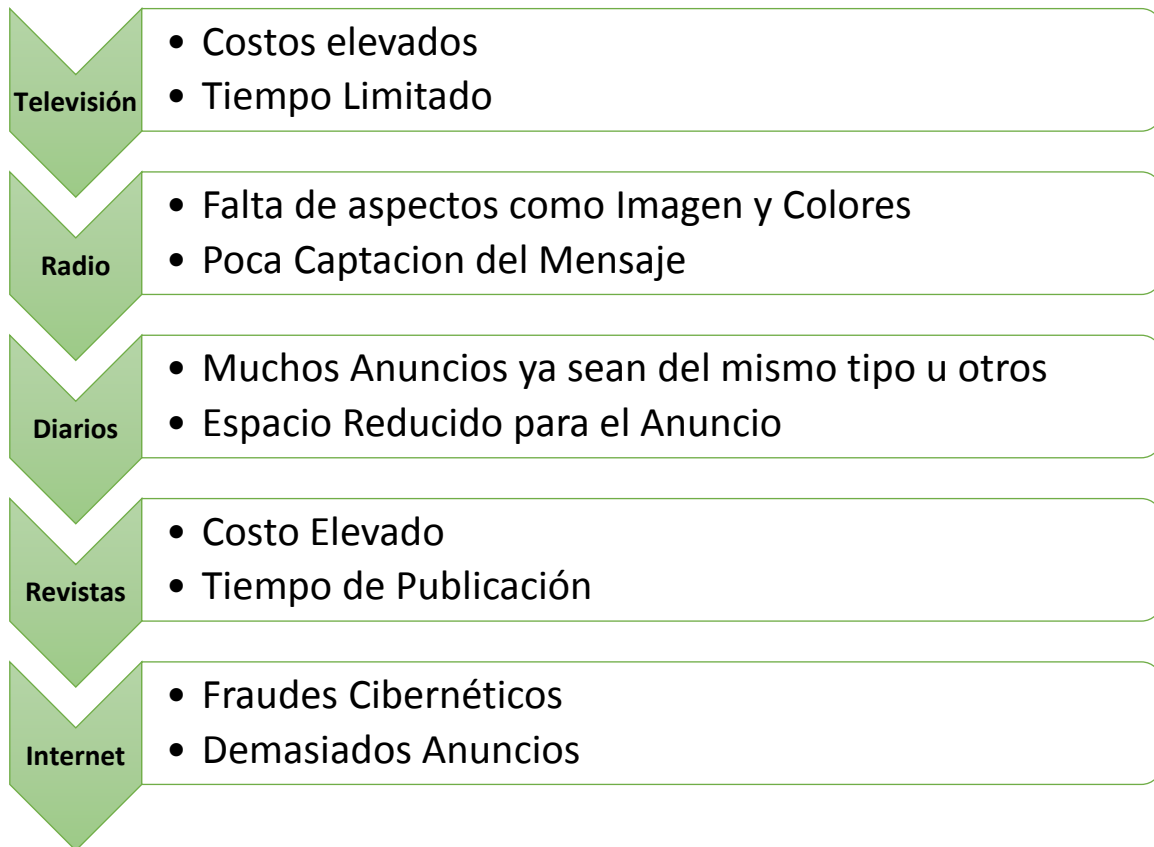 Televisión
• Costos elevados
• Tiempo Limitado
Radio
• Falta de aspectos como Imagen y Colores
• Poca Captacion del Mensaje
Diarios
• Muchos Anuncios ya sean del mismo tipo u otros
• Espacio Reducido para el Anuncio
Revistas
• Costo Elevado
• Tiempo de Publicación
Internet
• Fraudes Cibernéticos
• Demasiados Anuncios